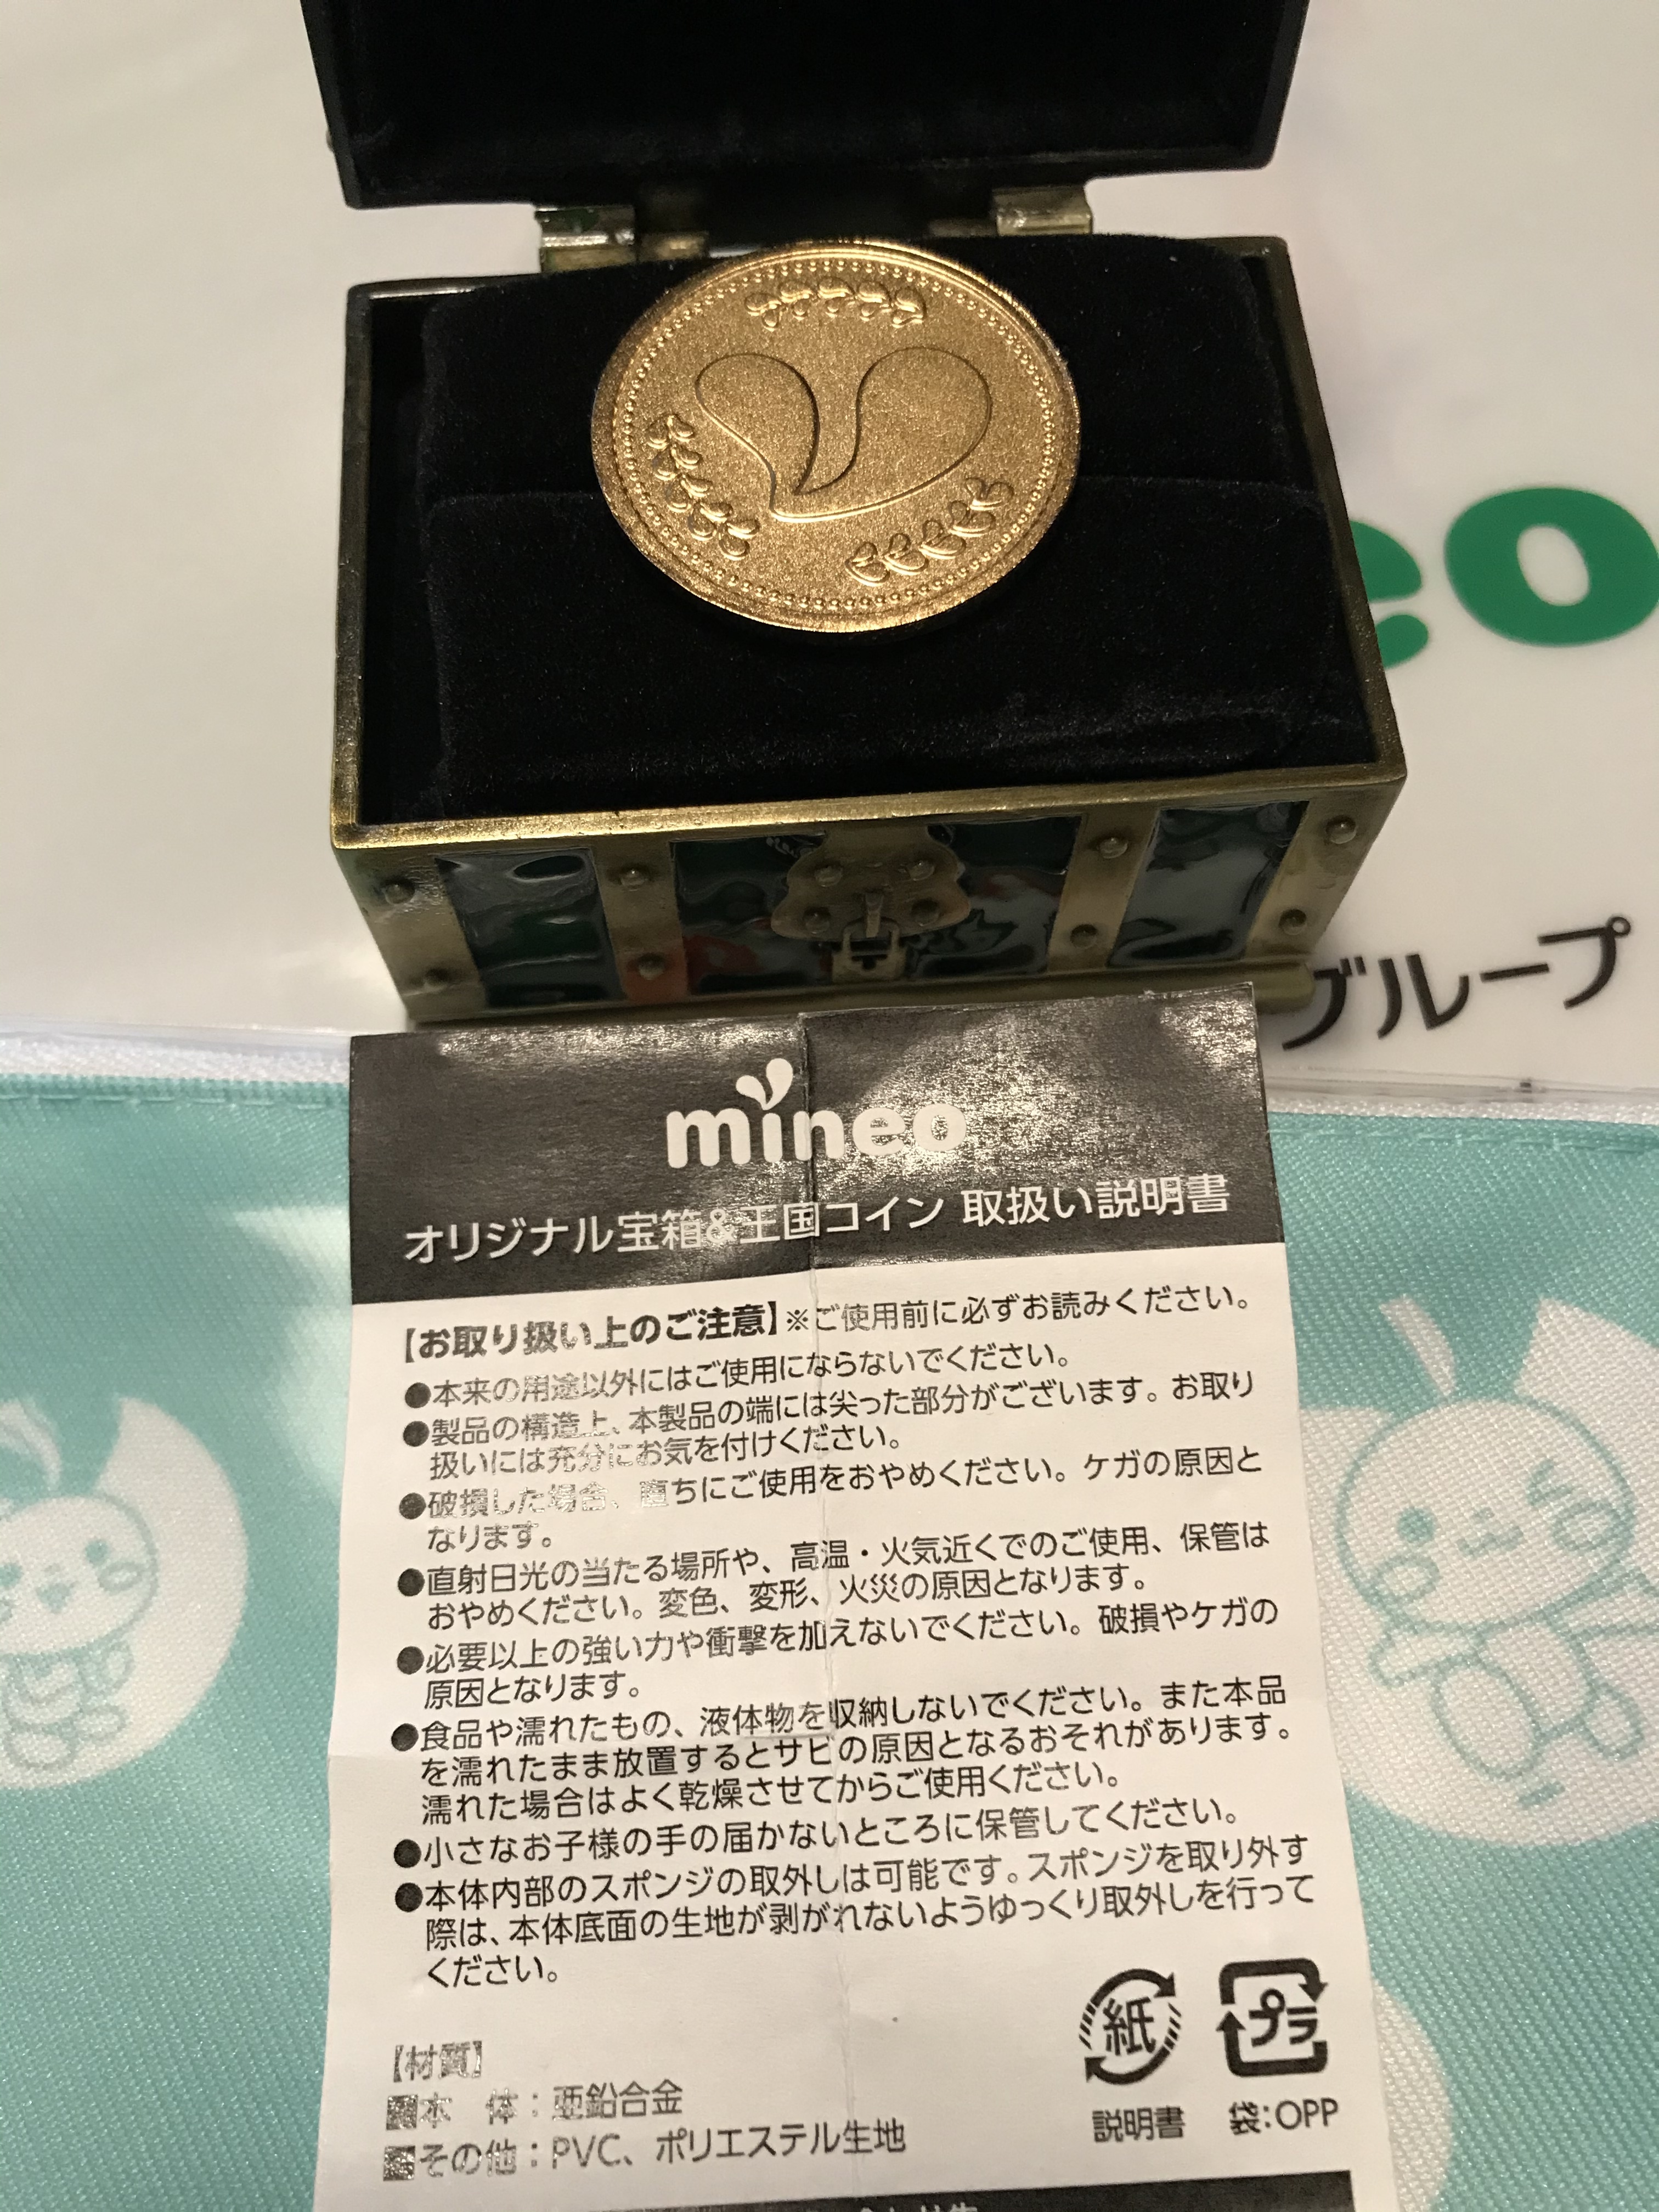 eo
グループ
mineo
オリジナル宝箱&王国コイン 取扱い説明書
【お取り扱い上のご注意】※ご使用前に必ずお読みください。
●本来の用途以外にはご使用にならないでください。
●製品の構造上、本製品の端には尖った部分がございます。お取り
扱いには充分にお気を付けください。
●破損した場合、直ちにご使用をおやめください。ケガの原因と
なります。
●直射日光の当たる場所や、高温・火気近くでのご使用、保管は
おやめください。変色、変形、火災の原因となります。
●必要以上の強い力や衝撃を加えないでください。破損やケガの
原因となります。
●食品や濡れたもの、液体物を収納しないでください。また本品
を濡れたまま放置するとサビの原因となるおそれがあります。
濡れた場合はよく乾燥させてからご使用ください。
●小さなお子様の手の届かないところに保管してください。
●本体内部のスポンジの取外しは可能です。スポンジを取り外す
際は、本体底面の生地が剥がれないようゆっくり取外しを行って
ください。
【材質】
■本　体：亜鉛合金
■その他：PVC、ポリエステル生地
紙
説明書
プラ
袋：OPP